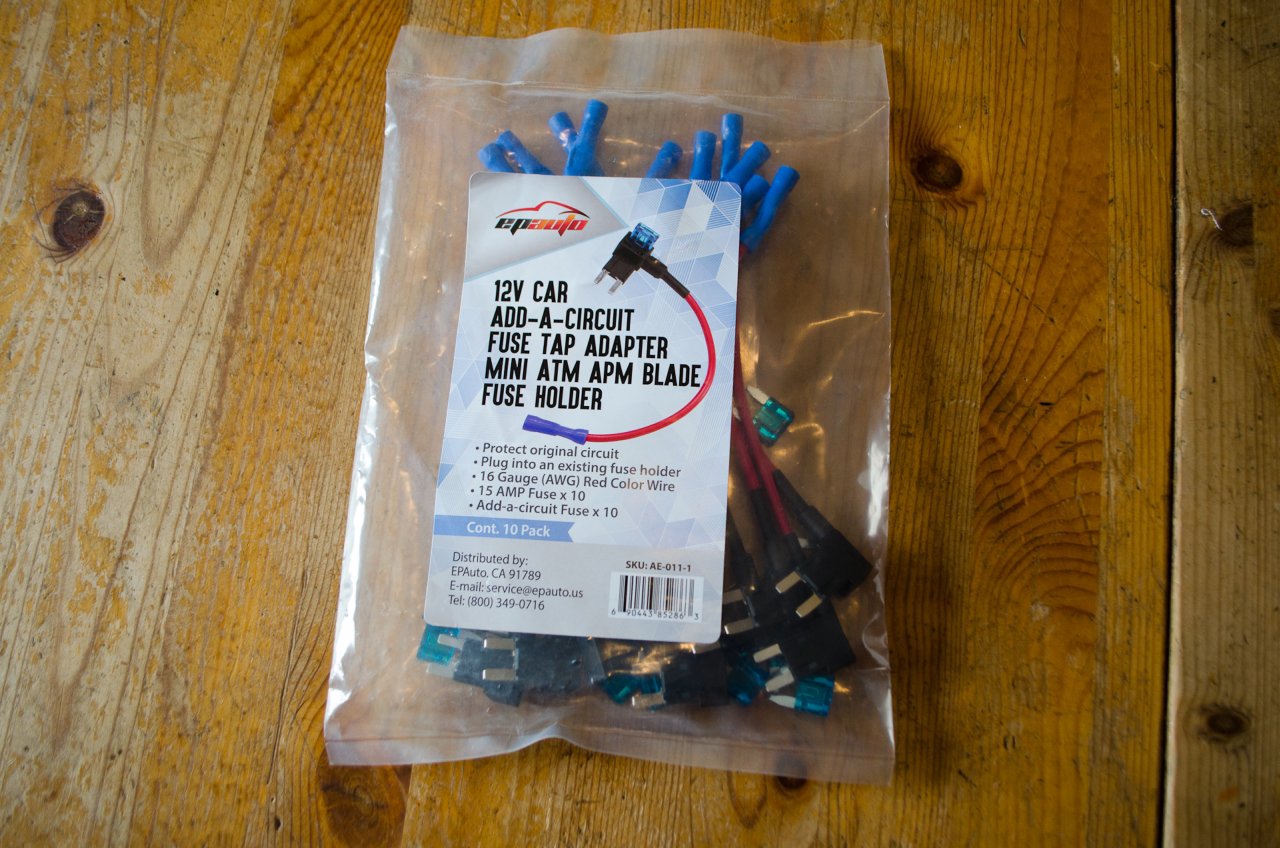 epauto
12V CAR
ADD-A-CIRCUIT
FUSE TAP ADAPTER
MINI ATM APM BLADE
FUSE HOLDER
• Protect original circuit
• Plug into an existing fuse holder
• 16 Gauge (AWG) Red Color Wire
• 15 AMP Fuse x 10
• Add-a-circuit Fuse x 10
Cont. 10 Pack
Distributed by:
EPAuto, CA 91789
E-mail: service@epauto.us
Tel: (800) 349-0716
SKU: AE-011-1
6 90443 85286 3